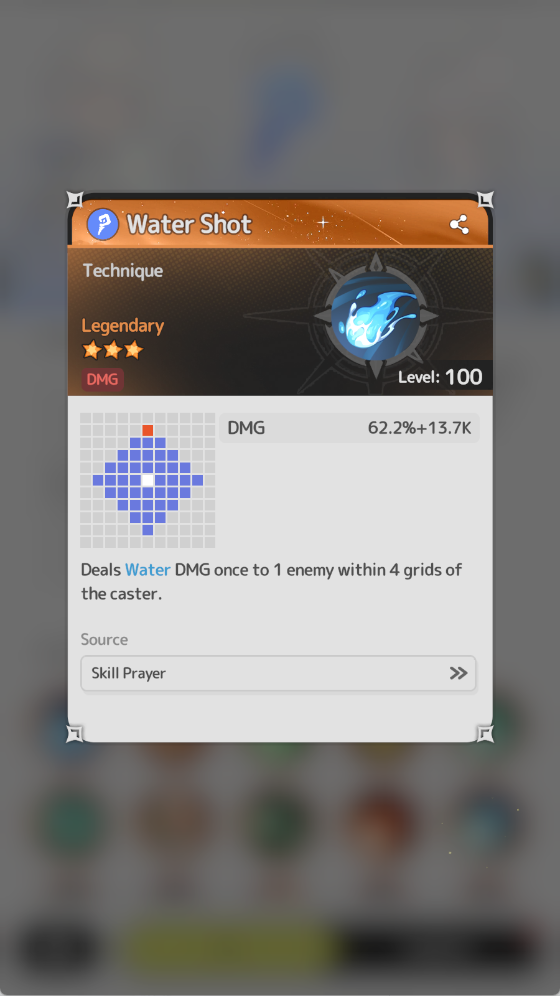 Water Shot
Technique
Legendary
DMG
Level: 100
DMG 62.2%+13.7K
Deals Water DMG once to 1 enemy within 4 grids of
the caster.
Source
Skill Prayer